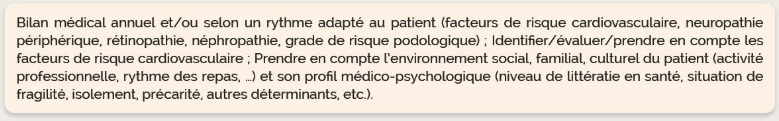 Bilan médical annuel et/ou selon un rythme adapté au patient (facteurs de risque cardiovasculaire, neuropathie
périphérique, rétinopathie, néphropathie, grade de risque podologique) ; Identifier/évaluer/prendre en compte les
facteurs de risque cardiovasculaire ; Prendre en compte l'environnement social, familial, culturel du patient (activité
professionnelle, rythme des repas, …) et son profil médico-psychologique (niveau de littératie en santé, situation de
fragilité, isolement, précarité, autres déterminants, etc.).